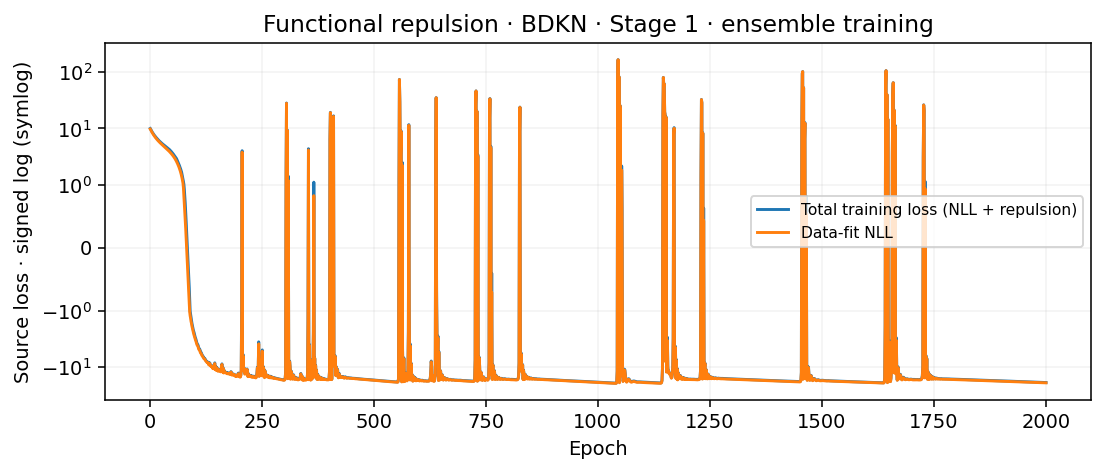 Functional repulsion · BDKN · Stage 1 · ensemble training
Source loss · signed log (symlog)
10²
10¹
10⁰
0
−10⁰
−10¹
Total training loss (NLL + repulsion)
Data-fit NLL
0 250 500 750 1000 1250 1500 1750 2000
Epoch